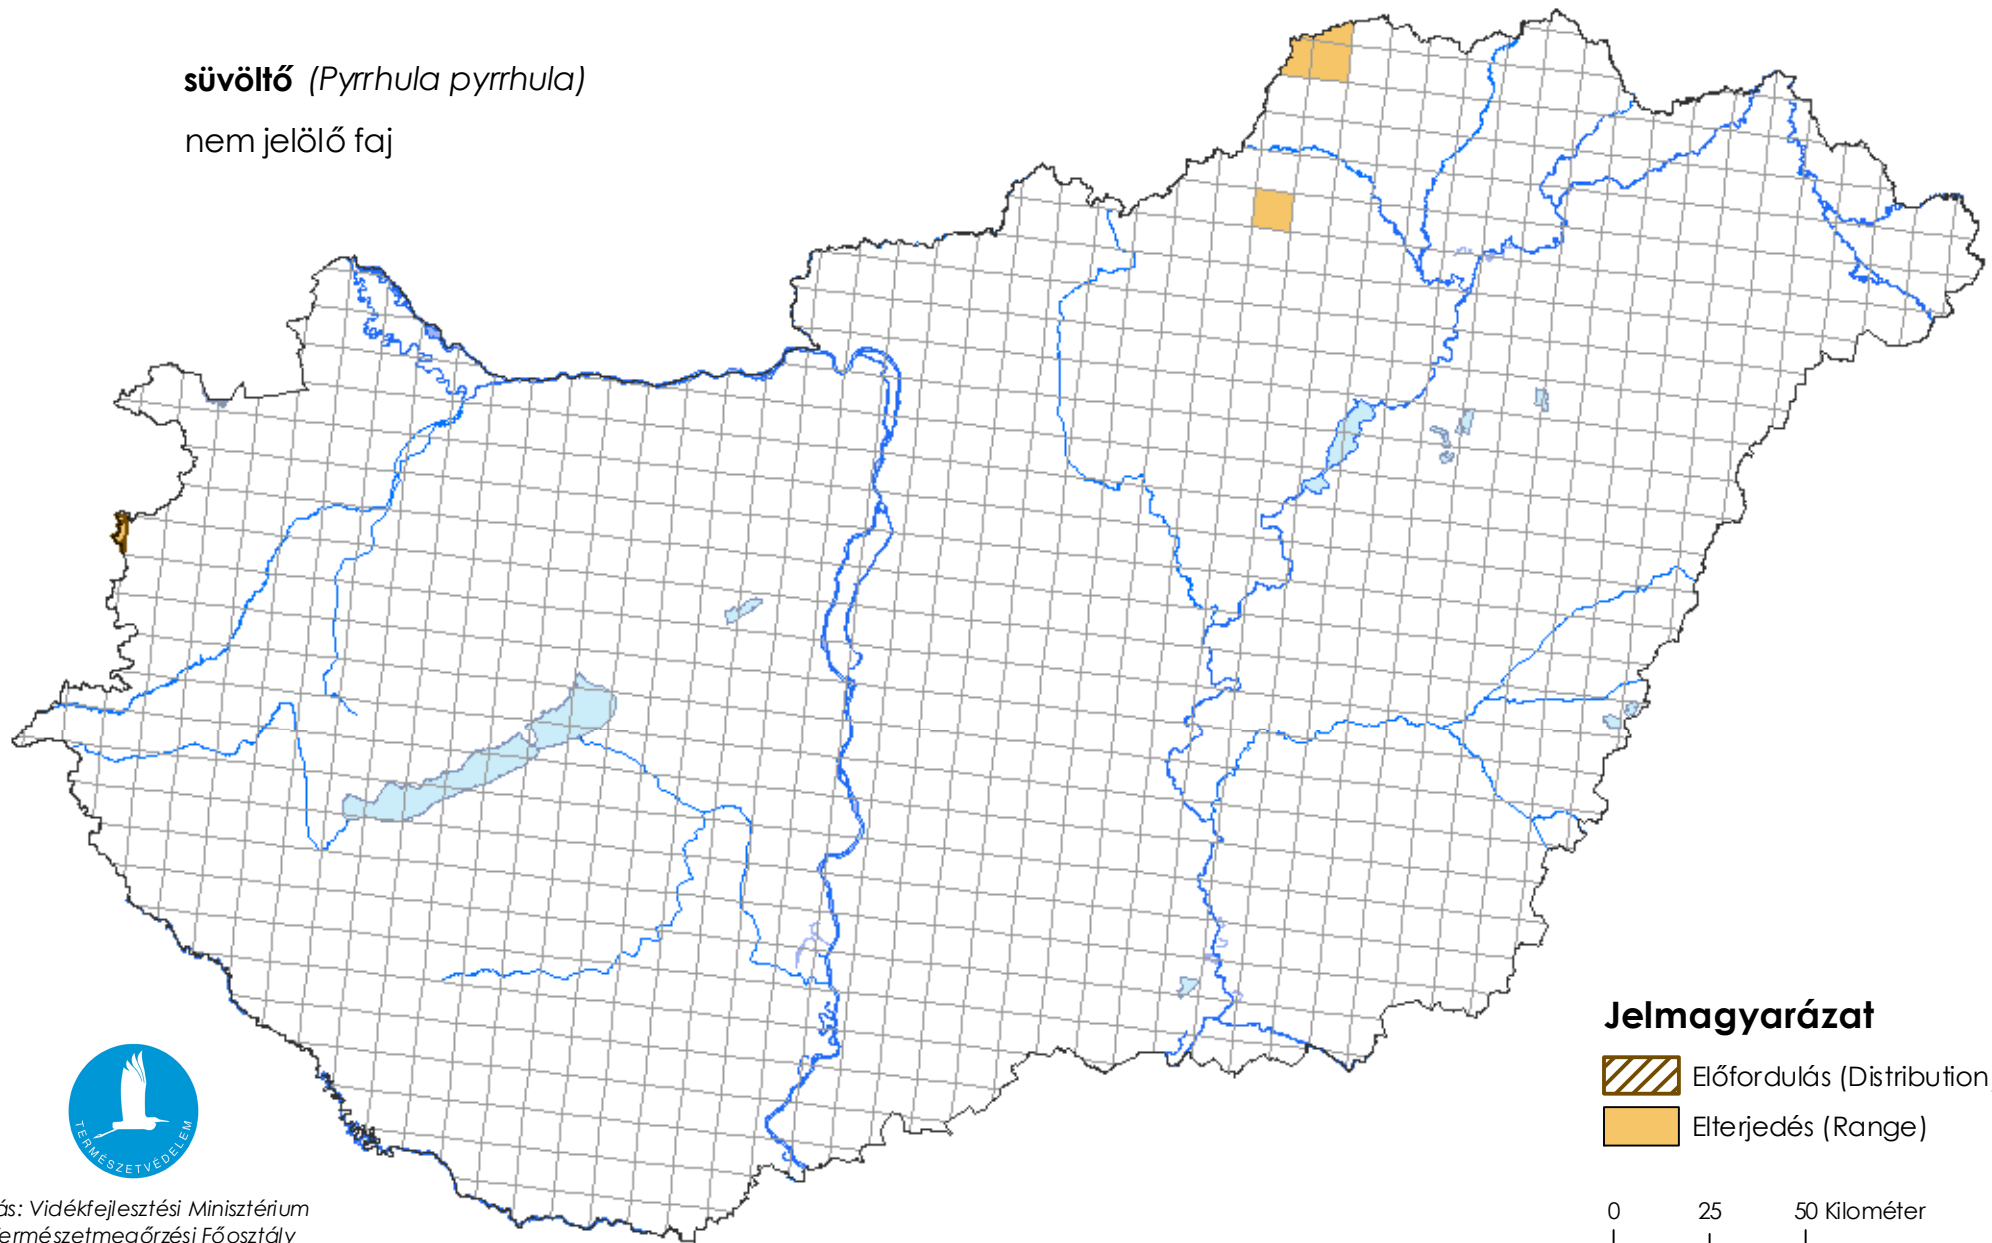 süvöltő (Pyrrhula pyrrhula)
nem jelölő faj
Jelmagyarázat
Előfordulás (Distribution
Elterjedés (Range)
0 25 50 Kilométer
TERMÉSZETVÉDELEM
ás: Vidékfejlesztési Minisztérium
Természetmegőrzési Főosztály